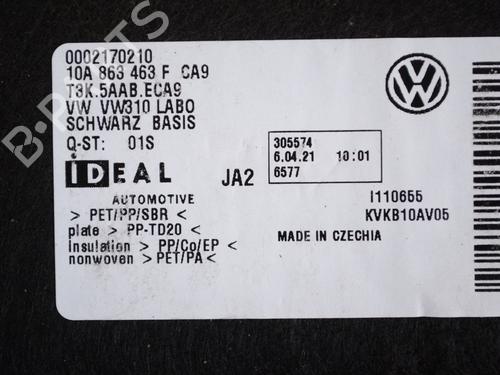 0002170210
10A 863 463 F CA9
T3K.5AAB.ECA9
VW VW310 LABO
SCHWARZ BASIS
Q-ST: 01S
IDEAL
AUTOMOTIVE
JA2
305574
6.04.21 10:01
6577
> PET/PP/SBR <
plate > PP-TD20 <
Insulation > PP/Co/EP <
nonwoven > PET/PA <
I110655
KVKB10AV05
MADE IN CZECHIA